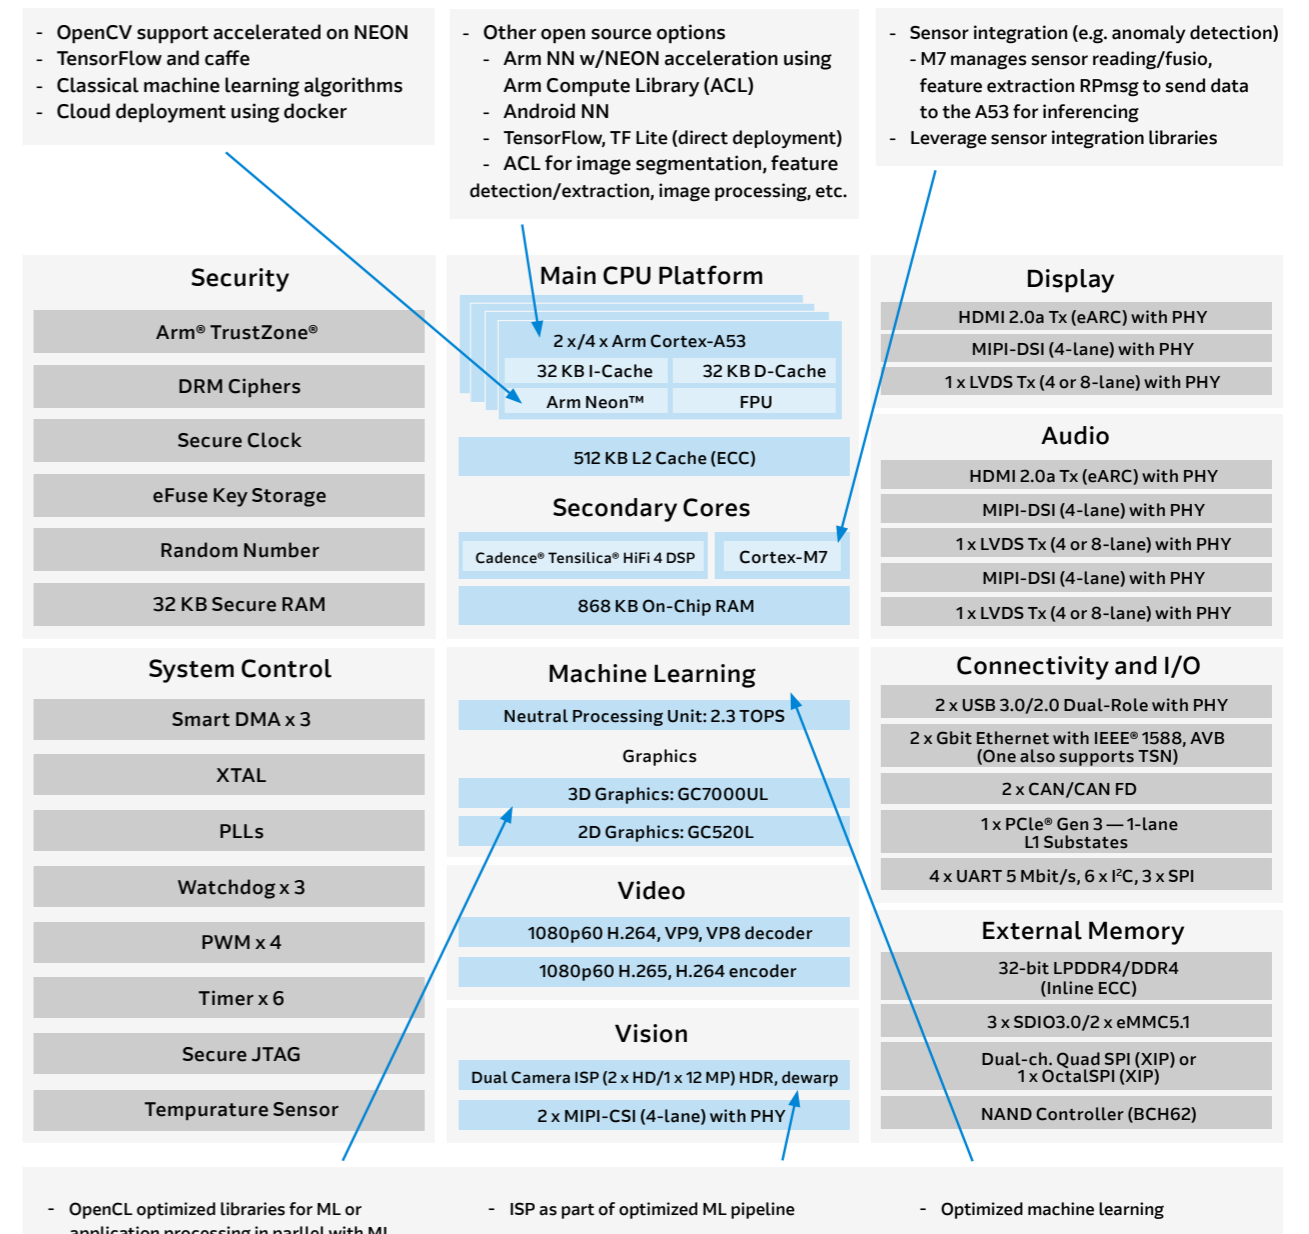 - OpenCV support accelerated on NEON
- TensorFlow and caffe
- Classical machine learning algorithms
- Cloud deployment using docker
- Other open source options
- Arm NN w/NEON acceleration using
Arm Compute Library (ACL)
- Android NN
- TensorFlow, TF Lite (direct deployment)
- ACL for image segmentation, feature
detection/extraction, image processing, etc.
- Sensor integration (e.g. anomaly detection)
- M7 manages sensor reading/fusio,
feature extraction RPmsg to send data
to the A53 for inferencing
- Leverage sensor integration libraries
Security
Arm® TrustZone®
DRM Ciphers
Secure Clock
eFuse Key Storage
Random Number
32 KB Secure RAM
Main CPU Platform
2 x/4 x Arm Cortex-A53
32 KB I-Cache
32 KB D-Cache
Arm Neon™
FPU
512 KB L2 Cache (ECC)
Secondary Cores
Cadence® Tensilica® HiFi 4 DSP
Cortex-M7
868 KB On-Chip RAM
Display
HDMI 2.0a Tx (eARC) with PHY
MIPI-DSI (4-lane) with PHY
1 x LVDS Tx (4 or 8-lane) with PHY
Audio
HDMI 2.0a Tx (eARC) with PHY
MIPI-DSI (4-lane) with PHY
1 x LVDS Tx (4 or 8-lane) with PHY
MIPI-DSI (4-lane) with PHY
1 x LVDS Tx (4 or 8-lane) with PHY
System Control
Smart DMA x 3
XTAL
PLLs
Watchdog x 3
PWM x 4
Timer x 6
Secure JTAG
Tempurature Sensor
Machine Learning
Neutral Processing Unit: 2.3 TOPS
Graphics
3D Graphics: GC7000UL
2D Graphics: GC520L
Video
1080p60 H.264, VP9, VP8 decoder
1080p60 H.265, H.264 encoder
Vision
Dual Camera ISP (2 x HD/1 x 12 MP) HDR, dewarp
2 x MIPI-CSI (4-lane) with PHY
Connectivity and I/O
2 x USB 3.0/2.0 Dual-Role with PHY
2 x Gbit Ethernet with IEEE® 1588, AVB
(One also supports TSN)
2 x CAN/CAN FD
1 x PCle® Gen 3 — 1-lane
L1 Substates
4 x UART 5 Mbit/s, 6 x I²C, 3 x SPI
External Memory
32-bit LPDDR4/DDR4
(Inline ECC)
3 x SDIO3.0/2 x eMMC5.1
Dual-ch. Quad SPI (XIP) or
1 x OctalSPI (XIP)
NAND Controller (BCH62)
- OpenCL optimized libraries for ML or
application processing in parllel with ML
- ISP as part of optimized ML pipeline
- Optimized machine learning